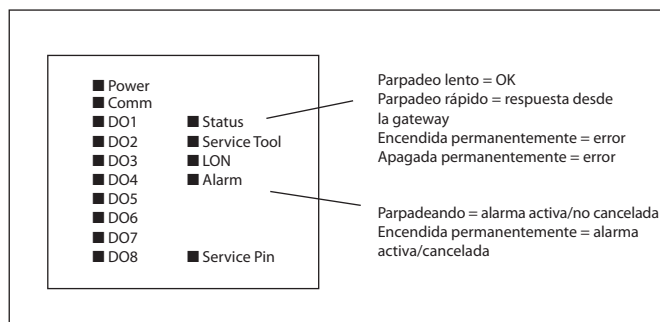 Power
Comm
DO1
DO2
DO3
DO4
DO5
DO6
DO7
DO8
Status
Service Tool
LON
Alarm
Service Pin
Parpadeo lento = OK
Parpadeo rápido = respuesta desde
la gateway
Encendida permanentemente = error
Apagada permanentemente = error
Parpadeando = alarma activa/no cancelada
Encendida permanentemente = alarma
activa/cancelada